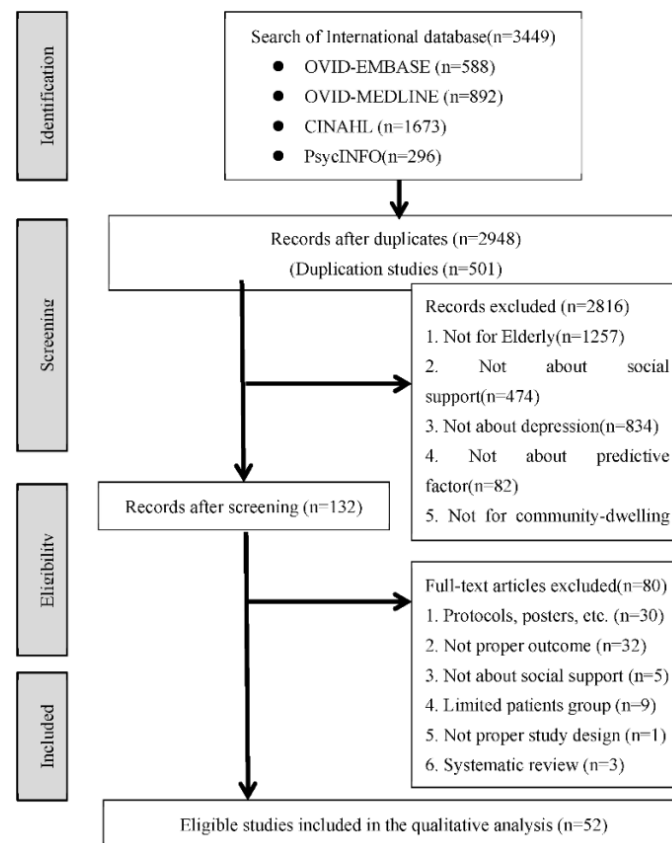 Identification
Search of International database(n=3449)
● OVID-EMBASE (n=588)
● OVID-MEDLINE (n=892)
● CINAHL (n=1673)
● PsycINFO(n=296)
Screening
Records after duplicates (n=2948)
(Duplication studies (n=501)
Records excluded (n=2816)
1. Not for Elderly(n=1257)
2. Not about social
support(n=474)
3. Not about depression(n=834)
4. Not about predictive
factor(n=82)
5. Not for community-dwelling
Eligibility
Records after screening (n=132)
Full-text articles excluded(n=80)
1. Protocols, posters, etc. (n=30)
2. Not proper outcome (n=32)
3. Not about social support (n=5)
4. Limited patients group (n=9)
5. Not proper study design (n=1)
6. Systematic review (n=3)
Included
Eligible studies included in the qualitative analysis (n=52)